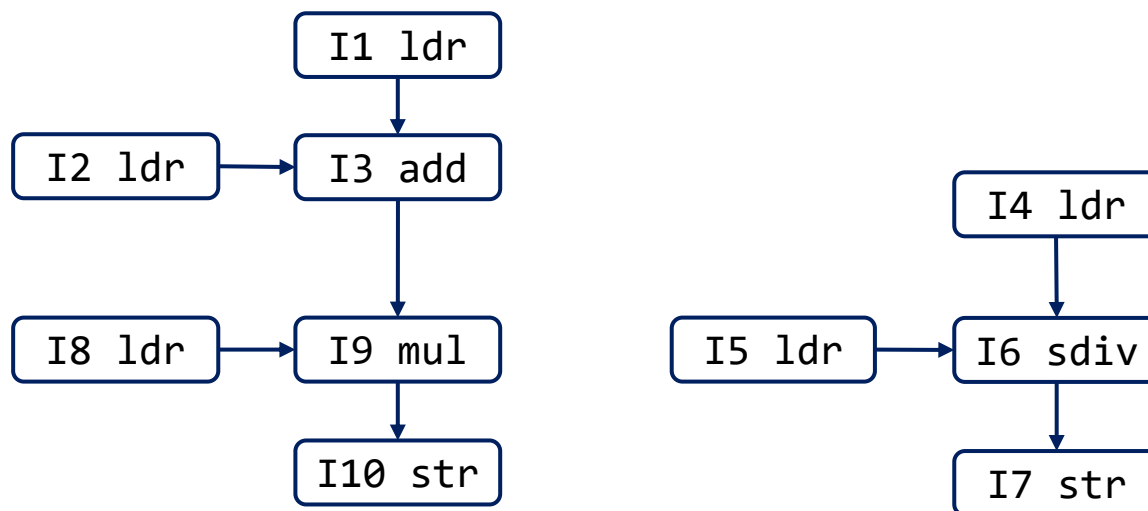 I1 ldr
I2 ldr
I3 add
I4 ldr
I8 ldr
I9 mul
I5 ldr
I6 sdiv
I10 str
I7 str